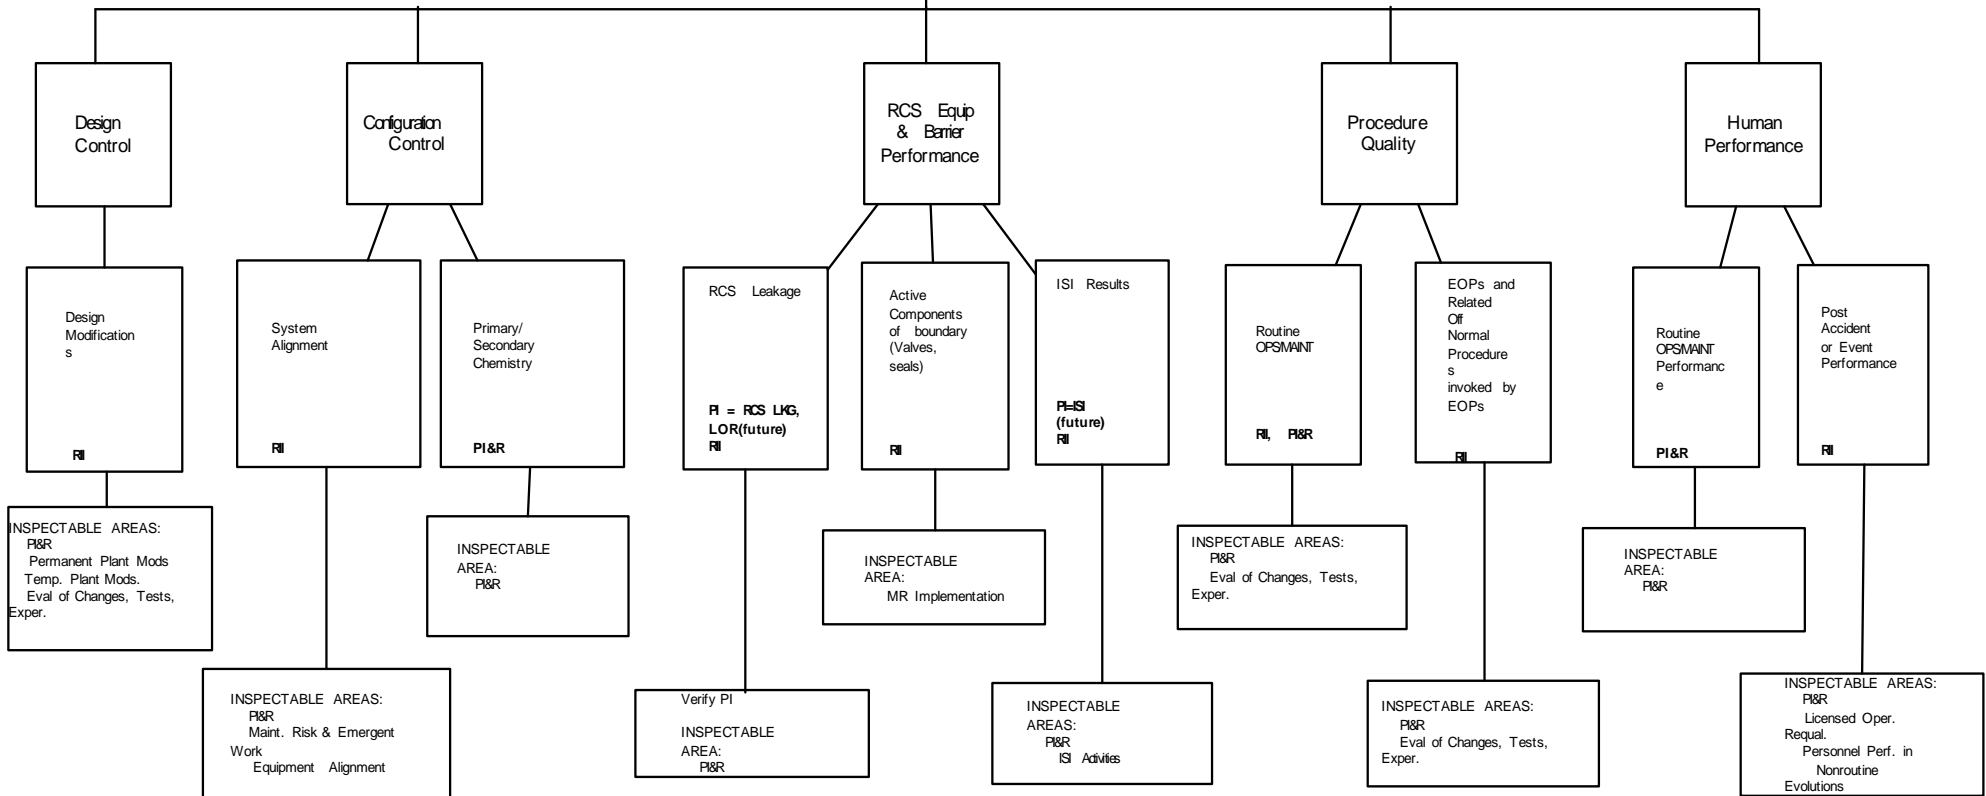 Design
Control
Configuration
Control
RCS Equip
& Barrier
Performance
Procedure
Quality
Human
Performance
Design
Modification
s
RII
System
Alignment
RII
Primary/
Secondary
Chemistry
PI&R
RCS Leakage
PI = RCS LKG,
LOR(future)
RII
Active
Components
of boundary
(Valves,
seals)
RII
ISI Results
PI=ISI
(future)
RII
Routine
OPS/MAINT
RII, PI&R
EOPs and
Related
Off
Normal
Procedure
s
invoked by
EOPs
RII
Routine
OPS/MAINT
Performanc
e
PI&R
Post
Accident
or Event
Performance
RII
INSPECTABLE AREAS:
PI&R
Permanent Plant Mods
Temp. Plant Mods.
Eval of Changes, Tests,
Exper.
INSPECTABLE AREAS:
PI&R
Maint. Risk & Emergent
Work
Equipment Alignment
INSPECTABLE
AREA:
PI&R
Verify PI
INSPECTABLE
AREA:
PI&R
INSPECTABLE
AREA:
MR Implementation
INSPECTABLE
AREAS:
PI&R
ISI Activities
INSPECTABLE AREAS:
PI&R
Eval of Changes, Tests,
Exper.
INSPECTABLE AREAS:
PI&R
Eval of Changes, Tests,
Exper.
INSPECTABLE
AREA:
PI&R
INSPECTABLE AREAS:
PI&R
Licensed Oper.
Requal.
Personnel Perf. in
Nonroutine
Evolutions